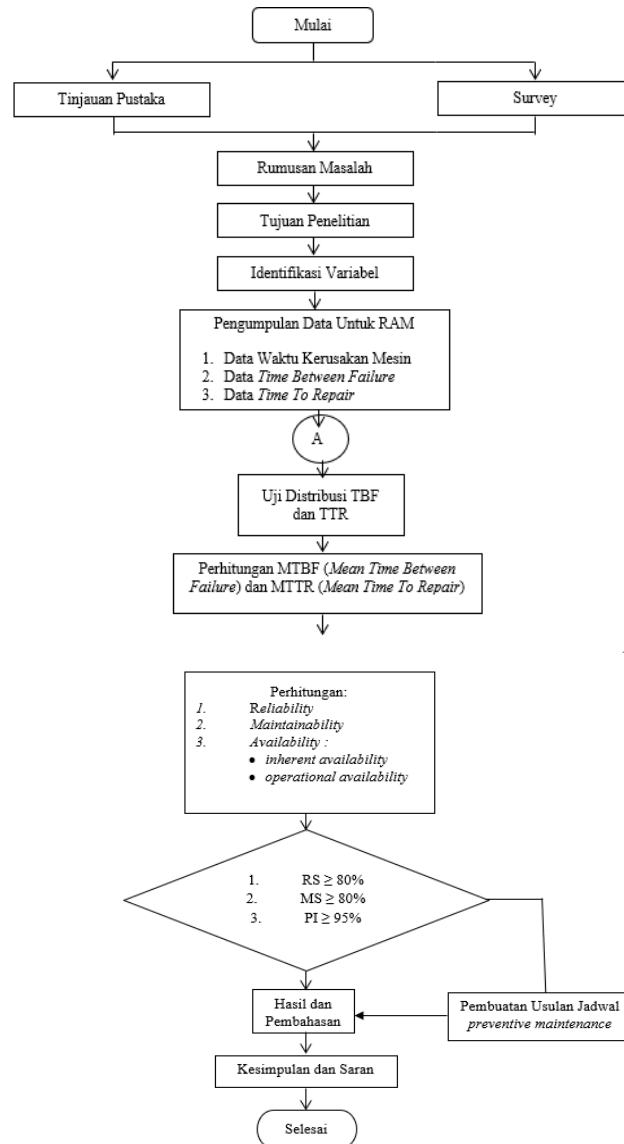 Mulai
Tinjauan Pustaka
Survey
Rumusan Masalah
Tujuan Penelitian
Identifikasi Variabel
Pengumpulan Data Untuk RAM
1. Data Waktu Kerusakan Mesin
2. Data Time Between Failure
3. Data Time To Repair
A
Uji Distribusi TBF
dan TTR
Perhitungan MTBF (Mean Time Between
Failure) dan MTTR (Mean Time To Repair)
Perhitungan:
1. Reliability
2. Maintainability
3. Availability :
• inherent availability
• operational availability
1. RS ≥ 80%
2. MS ≥ 80%
3. PI ≥ 95%
Hasil dan
Pembahasan
Pembuatan Usulan Jadwal
preventive maintenance
Kesimpulan dan Saran
Selesai